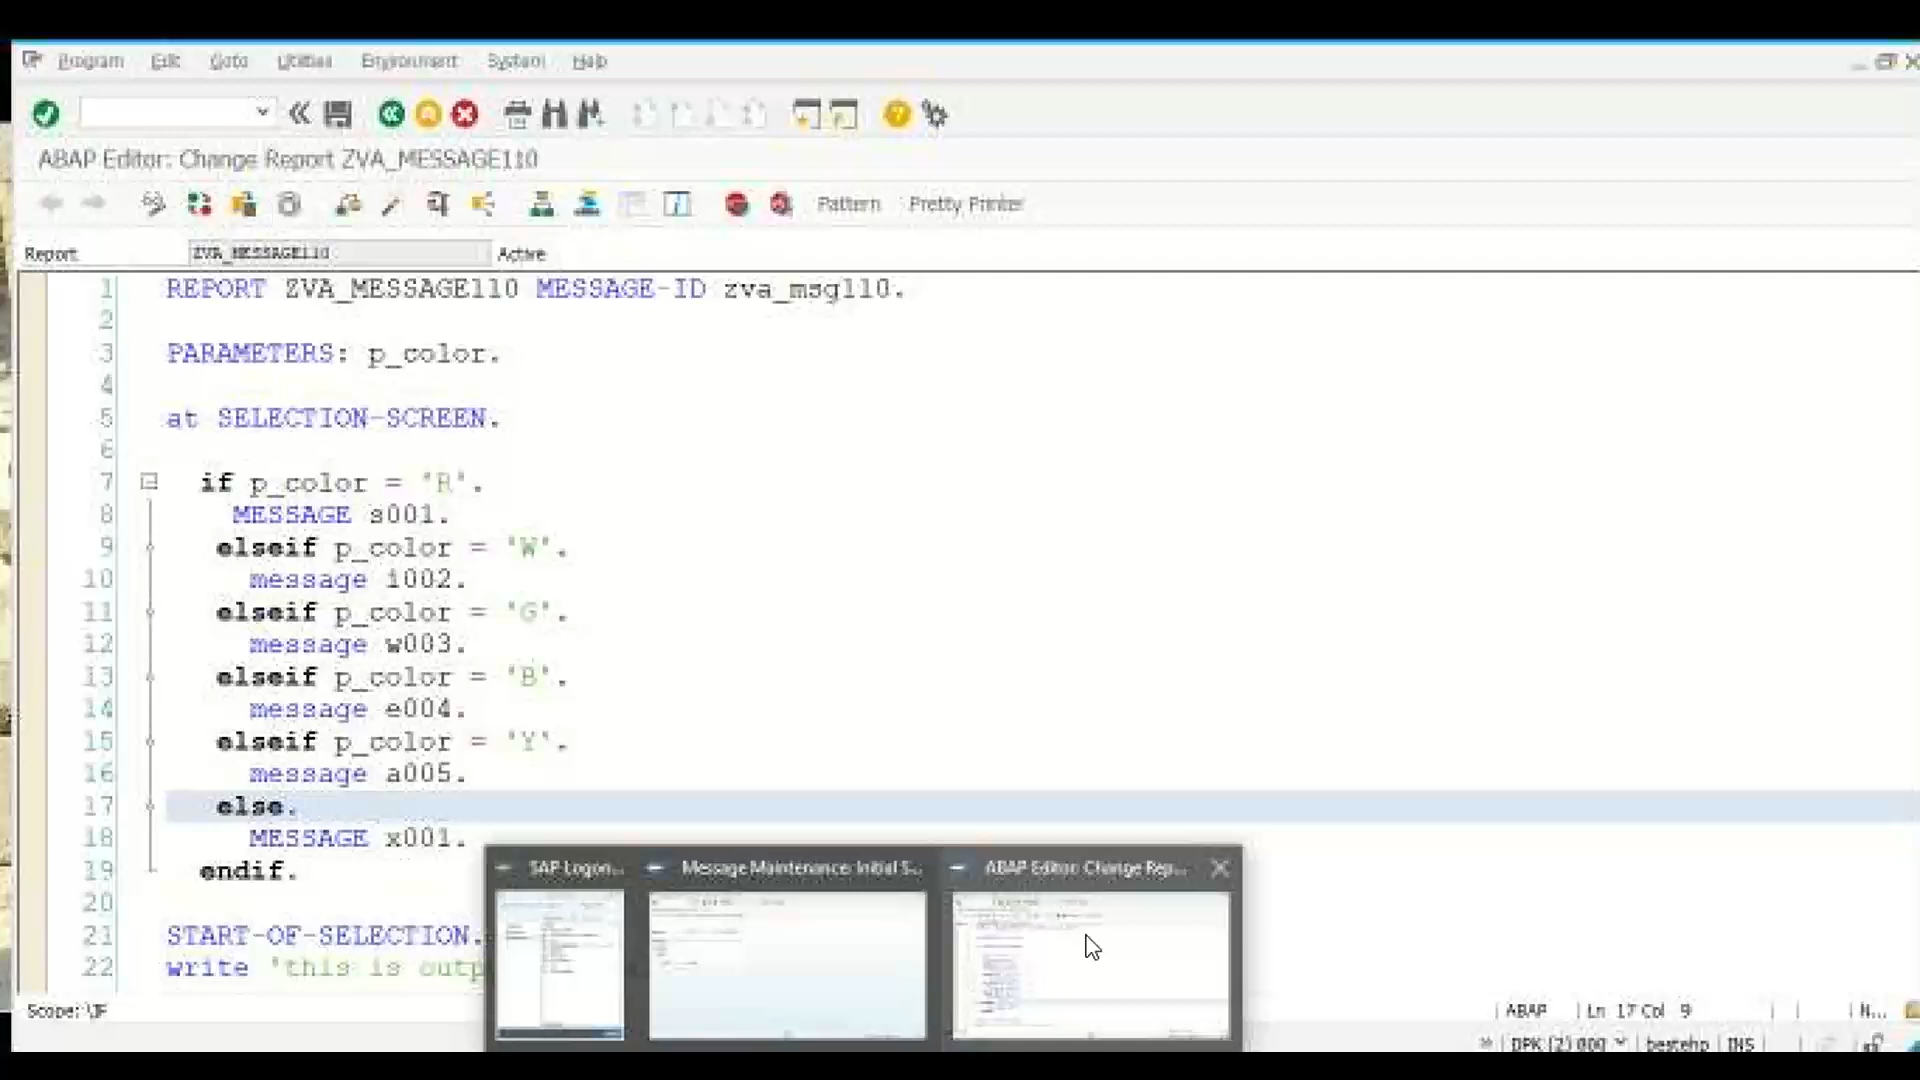 Program Edit Goto Utilities Environment System Help
ABAP Editor: Change Report ZVA_MESSAGE110
Pattern Pretty Printer
Report ZVA_MESSAGE110 Active
1 REPORT ZVA_MESSAGE110 MESSAGE-ID zva_msg110.
2
3 PARAMETERS: p_color.
4
5 at SELECTION-SCREEN.
6
7 if p_color = 'R'.
8 MESSAGE s001.
9 elseif p_color = 'W'.
10 message i002.
11 elseif p_color = 'G'.
12 message w003.
13 elseif p_color = 'B'.
14 message e004.
15 elseif p_color = 'Y'.
16 message a005.
17 else.
18 MESSAGE x001.
19 endif.
20
21 START-OF-SELECTION.
22 write 'this is outp
SAP Logon... Message Maintenance: Initial S... ABAP Editor: Change Rep...
Scope: \IF ABAP Ln 17 Col 9 N...
DPK (2) 800 bestehp INS